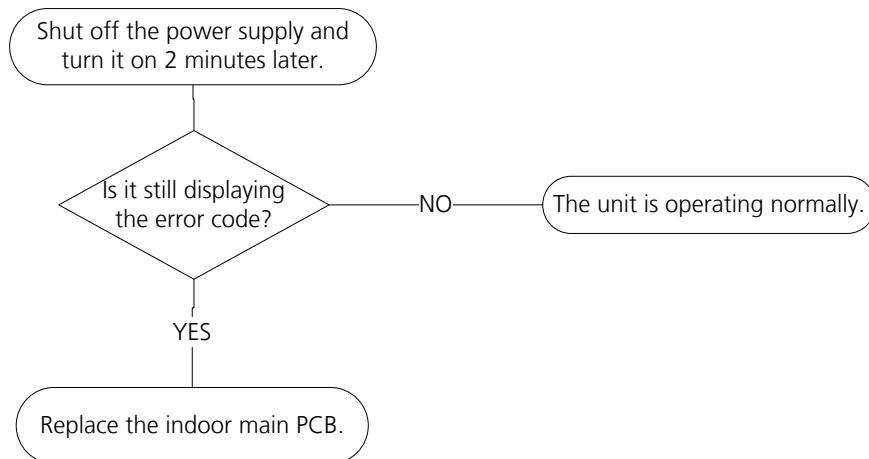 Shut off the power supply and
turn it on 2 minutes later.
Is it still displaying
the error code?
NO
The unit is operating normally.
YES
Replace the indoor main PCB.